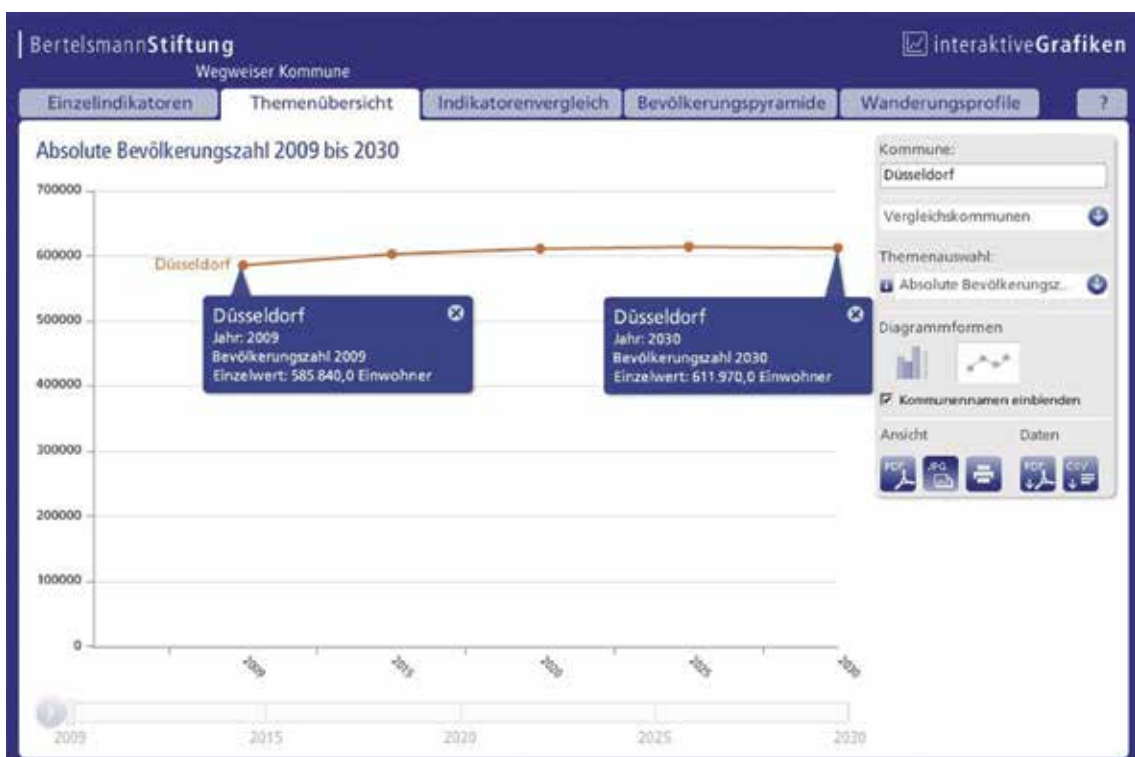 BertelsmannStiftung
Wegweiser Kommune
interaktiveGrafiken
Einzelindikatoren Themenübersicht Indikatorenvergleich Bevölkerungspyramide Wanderungsprofile ?
Absolute Bevölkerungszahl 2009 bis 2030
700000
600000
500000
400000
300000
200000
100000
0
Düsseldorf
Düsseldorf
Jahr: 2009
Bevölkerungszahl 2009
Einzelwert: 585.840,0 Einwohner
Düsseldorf
Jahr: 2030
Bevölkerungszahl 2030
Einzelwert: 611.970,0 Einwohner
2009 2015 2020 2025 2030
2009 2015 2020 2025 2030
Kommune:
Düsseldorf
Vergleichskommunen
Themenauswahl:
Absolute Bevölkerungsz..
Diagrammformen
Kommunennamen einblenden
Ansicht Daten
PDF JPG PDF CSV